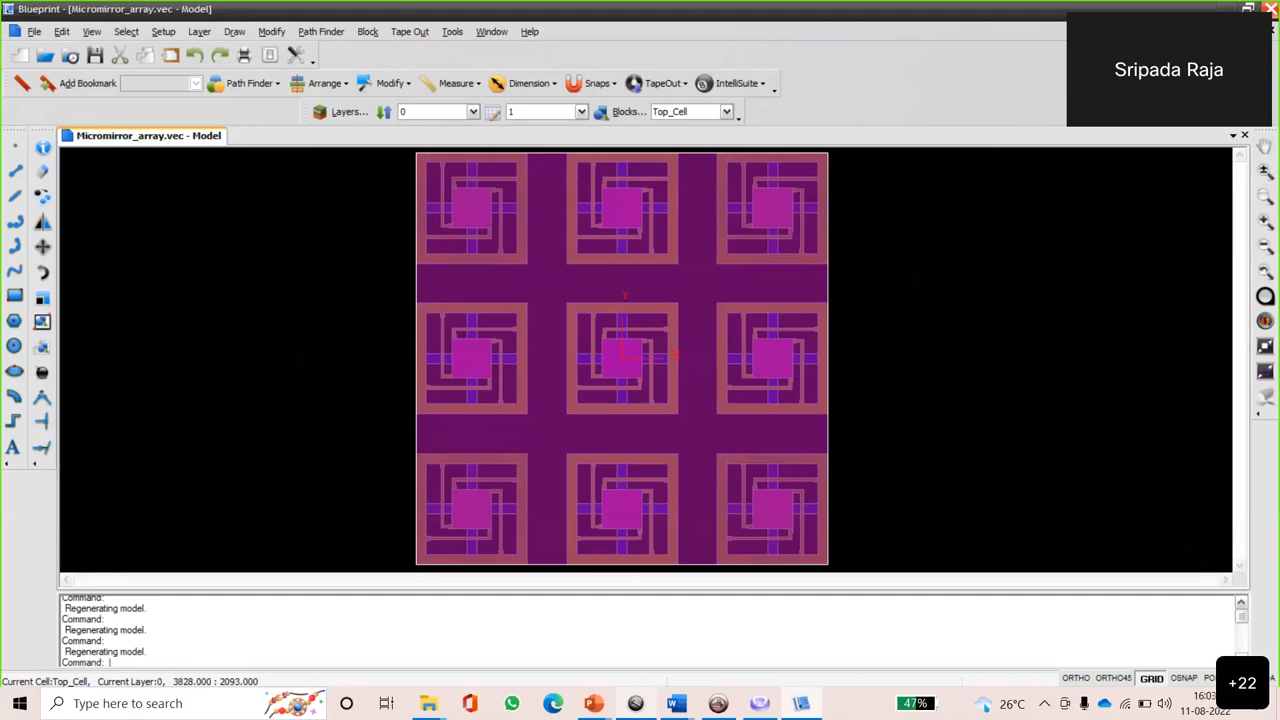 Blueprint - [Micromirror_array.vec - Model]
File Edit View Select Setup Layer Draw Modify Path Finder Block Tape Out Tools Window Help
Sripada Raja
Add Bookmark Path Finder Arrange Modify Measure Dimension Snaps TapeOut IntelliSuite
Layers... 0 1 Blocks... Top_Cell
Micromirror_array.vec - Model
Y
X
A
Command:
Regenerating model.
Command:
Regenerating model.
Command:
Regenerating model.
Command:
Current Cell:Top_Cell, Current Layer:0, 3828.000 : 2093.000
ORTHO ORTHO45 GRID OSNAP
+22
Type here to search
47%
26°C
16:03
11-08-2022